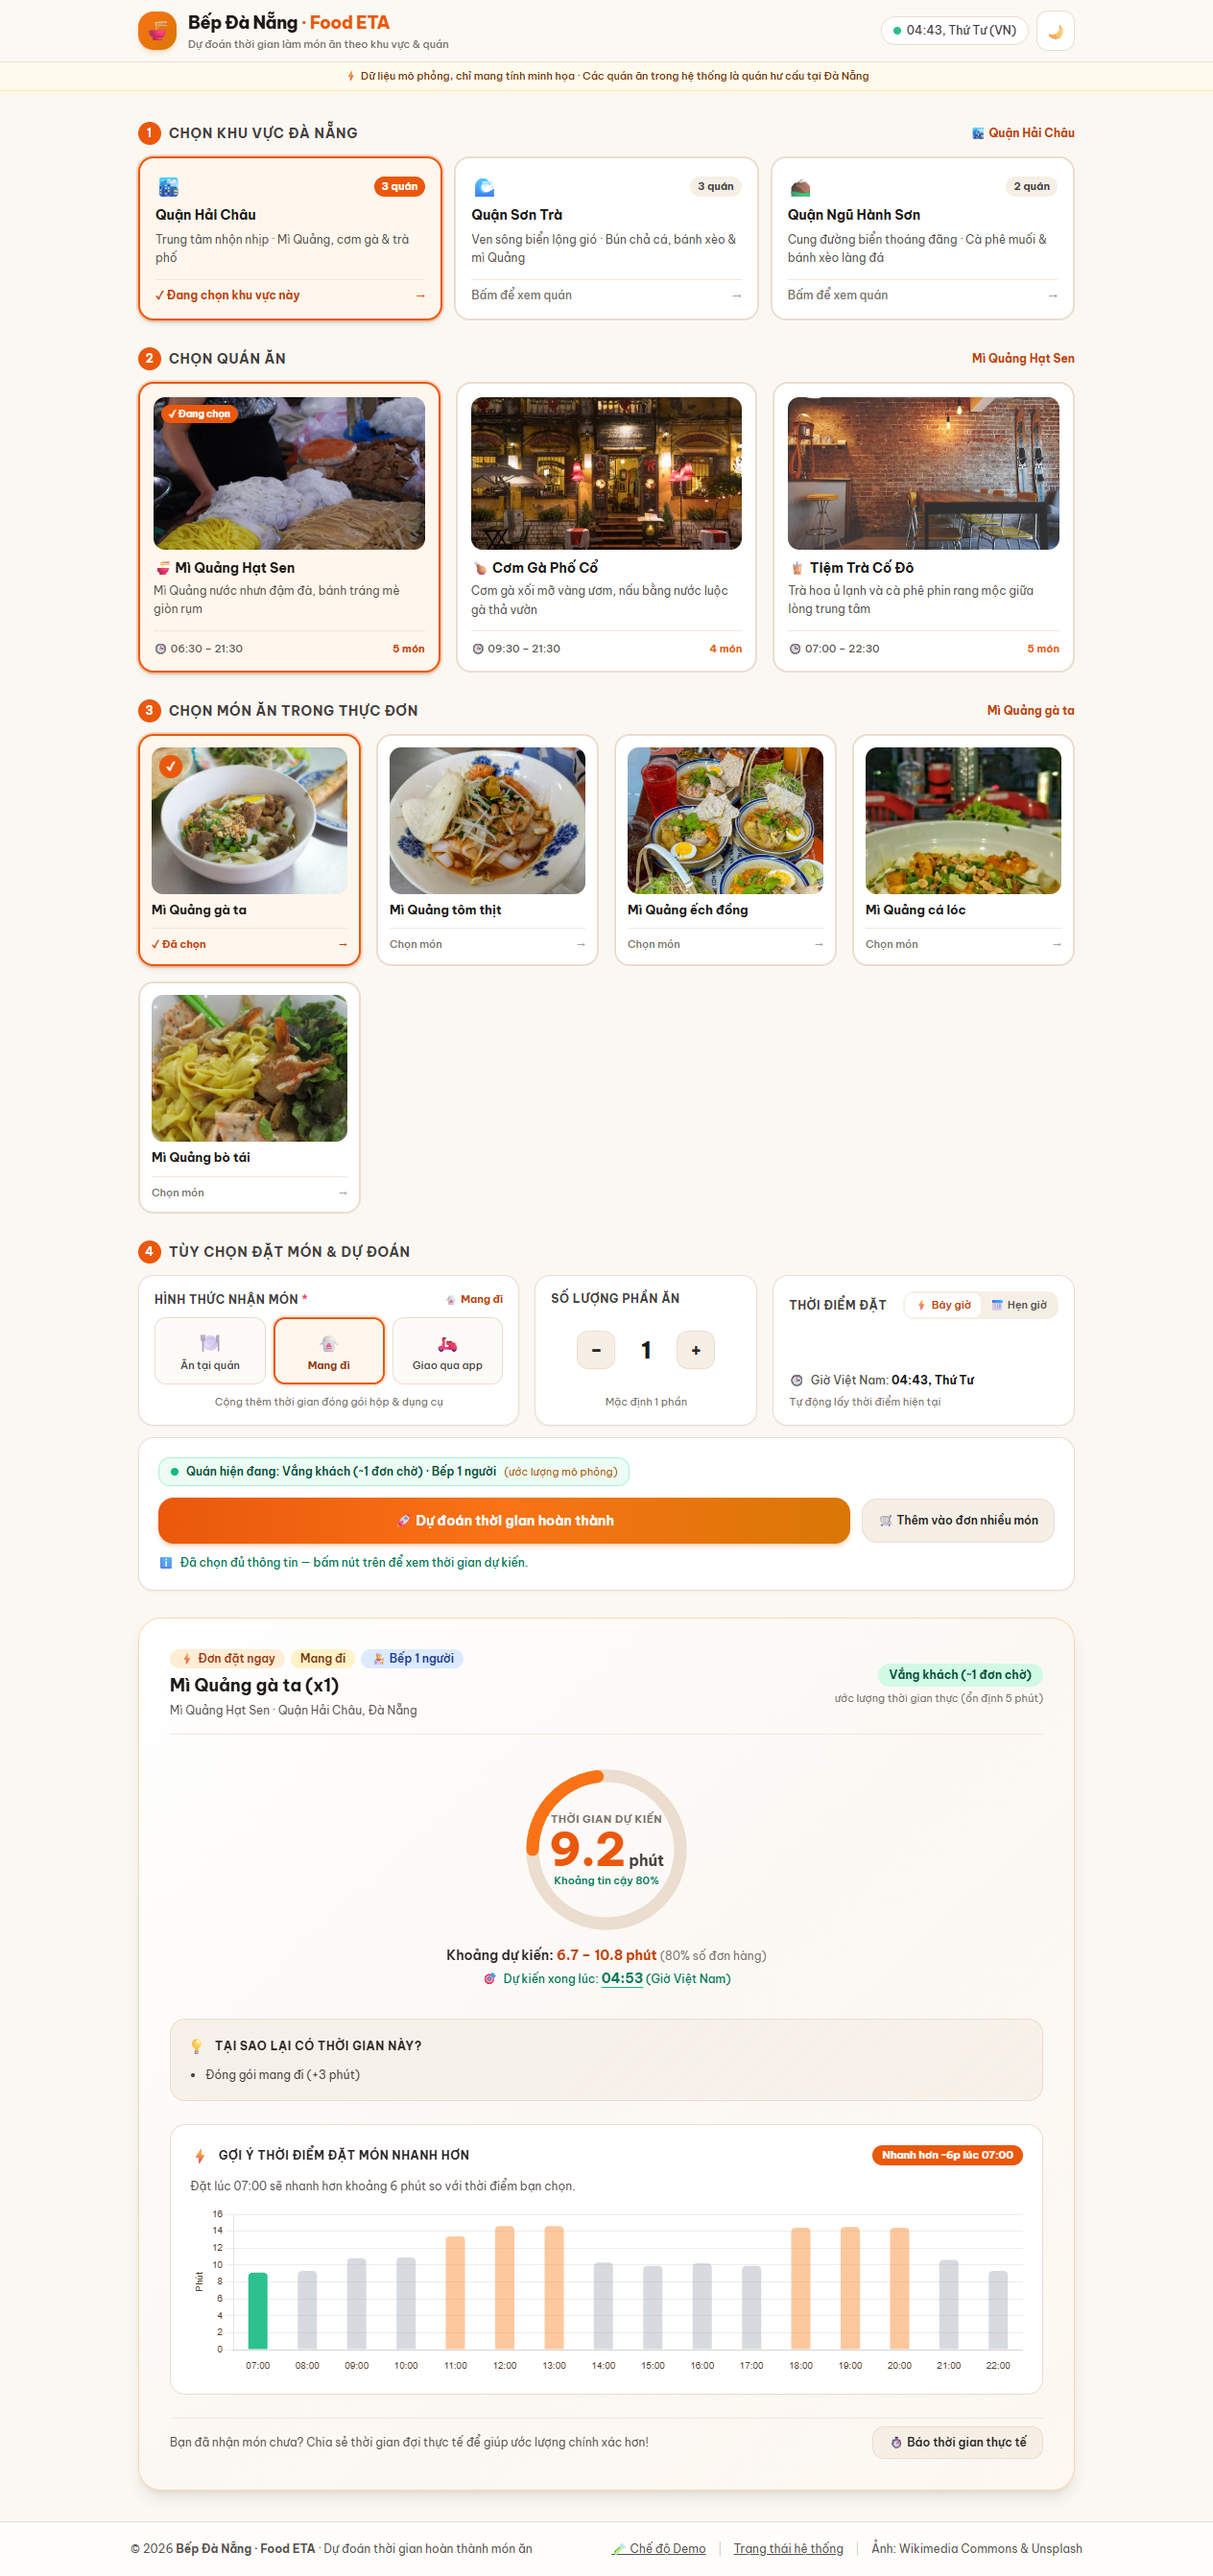 Bếp Đà Nẵng · Food ETA
Dự đoán thời gian làm món ăn theo khu vực & quán
04:43, Thứ Tư (VN)
Dữ liệu mô phỏng, chỉ mang tính minh họa · Các quán ăn trong hệ thống là quán hư cấu tại Đà Nẵng
1 CHỌN KHU VỰC ĐÀ NẴNG
Quận Hải Châu
3 quán
Quận Hải Châu
Trung tâm nhộn nhịp · Mì Quảng, cơm gà & trà
phố
✓ Đang chọn khu vực này →
3 quán
Quận Sơn Trà
Ven sông biển lộng gió · Bún chả cá, bánh xèo &
mì Quảng
Bấm để xem quán →
2 quán
Quận Ngũ Hành Sơn
Cung đường biển thoáng đãng · Cà phê muối &
bánh xèo làng đá
Bấm để xem quán →
2 CHỌN QUÁN ĂN
Mì Quảng Hạt Sen
✓ Đang chọn
Mì Quảng Hạt Sen
Mì Quảng nước nhưn đậm đà, bánh tráng mè
giòn rụm
06:30 – 21:30
5 món
Cơm Gà Phố Cổ
Cơm gà xối mỡ vàng ươm, nấu bằng nước luộc
gà thả vườn
09:30 – 21:30
4 món
Tiệm Trà Cố Đô
Trà hoa ủ lạnh và cà phê phin rang mộc giữa
lòng trung tâm
07:00 – 22:30
5 món
3 CHỌN MÓN ĂN TRONG THỰC ĐƠN
Mì Quảng gà ta
✓
Mì Quảng gà ta
✓ Đã chọn →
Mì Quảng tôm thịt
Chọn món →
Mì Quảng ếch đồng
Chọn món →
Mì Quảng cá lóc
Chọn món →
Mì Quảng bò tái
Chọn món →
4 TÙY CHỌN ĐẶT MÓN & DỰ ĐOÁN
HÌNH THỨC NHẬN MÓN *
Mang đi
Ăn tại quán
Mang đi
Giao qua app
Cộng thêm thời gian đóng gói hộp & dụng cụ
SỐ LƯỢNG PHẦN ĂN
− 1 +
Mặc định 1 phần
THỜI ĐIỂM ĐẶT
Bây giờ
Hẹn giờ
Giờ Việt Nam: 04:43, Thứ Tư
Tự động lấy thời điểm hiện tại
Quán hiện đang: Vắng khách (~1 đơn chờ) · Bếp 1 người (ước lượng mô phỏng)
Dự đoán thời gian hoàn thành
Thêm vào đơn nhiều món
Đã chọn đủ thông tin — bấm nút trên để xem thời gian dự kiến.
Đơn đặt ngay
Mang đi
Bếp 1 người
Mì Quảng gà ta (x1)
Mì Quảng Hạt Sen · Quận Hải Châu, Đà Nẵng
Vắng khách (~1 đơn chờ)
ước lượng thời gian thực (ổn định 5 phút)
THỜI GIAN DỰ KIẾN
9.2 phút
Khoảng tin cậy 80%
Khoảng dự kiến: 6.7 – 10.8 phút (80% số đơn hàng)
Dự kiến xong lúc: 04:53 (Giờ Việt Nam)
TẠI SAO LẠI CÓ THỜI GIAN NÀY?
• Đóng gói mang đi (+3 phút)
GỢI Ý THỜI ĐIỂM ĐẶT MÓN NHANH HƠN
Nhanh hơn ~6p lúc 07:00
Đặt lúc 07:00 sẽ nhanh hơn khoảng 6 phút so với thời điểm bạn chọn.
Phút
16
14
12
10
8
6
4
2
0
07:00 08:00 09:00 10:00 11:00 12:00 13:00 14:00 15:00 16:00 17:00 18:00 19:00 20:00 21:00 22:00
Bạn đã nhận món chưa? Chia sẻ thời gian đợi thực tế để giúp ước lượng chính xác hơn!
Báo thời gian thực tế
© 2026 Bếp Đà Nẵng · Food ETA · Dự đoán thời gian hoàn thành món ăn
Chế độ Demo
Trạng thái hệ thống
Ảnh: Wikimedia Commons & Unsplash